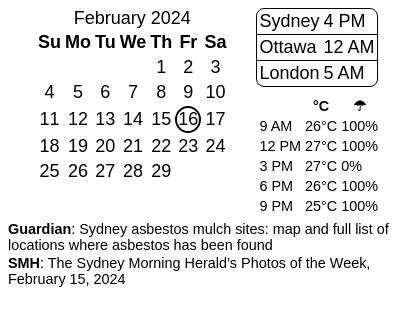 February 2024
Su Mo Tu We Th Fr Sa
1 2 3
4 5 6 7 8 9 10
11 12 13 14 15 16 17
18 19 20 21 22 23 24
25 26 27 28 29
Sydney 4 PM
Ottawa 12 AM
London 5 AM
°C ☂
9 AM 26°C 100%
12 PM 27°C 100%
3 PM 27°C 0%
6 PM 26°C 100%
9 PM 25°C 100%
Guardian: Sydney asbestos mulch sites: map and full list of
locations where asbestos has been found
SMH: The Sydney Morning Herald’s Photos of the Week,
February 15, 2024